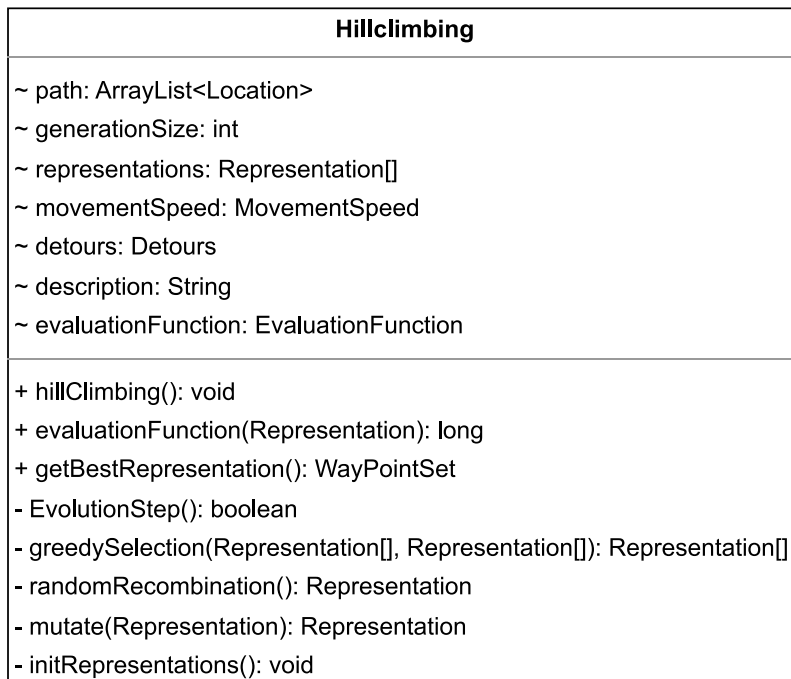 Hillclimbing
~ path: ArrayList<Location>
~ generationSize: int
~ representations: Representation[]
~ movementSpeed: MovementSpeed
~ detours: Detours
~ description: String
~ evaluationFunction: EvaluationFunction
+ hillClimbing(): void
+ evaluationFunction(Representation): long
+ getBestRepresentation(): WayPointSet
- EvolutionStep(): boolean
- greedySelection(Representation[], Representation[]): Representation[]
- randomRecombination(): Representation
- mutate(Representation): Representation
- initRepresentations(): void